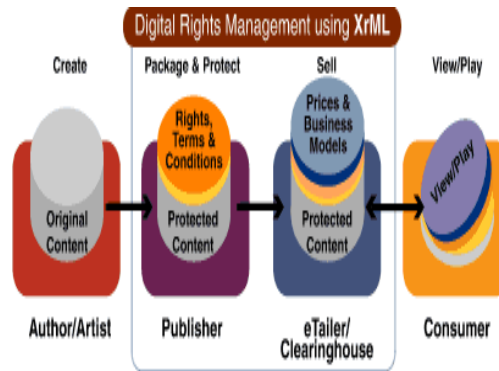 Digital Rights Management using XrML
Create
Package & Protect
Sell
View/Play
Original
Content
Rights,
Terms &
Conditions
Protected
Content
Prices &
Business
Models
Protected
Content
View/Play
Author/Artist
Publisher
eTailer/
Clearinghouse
Consumer